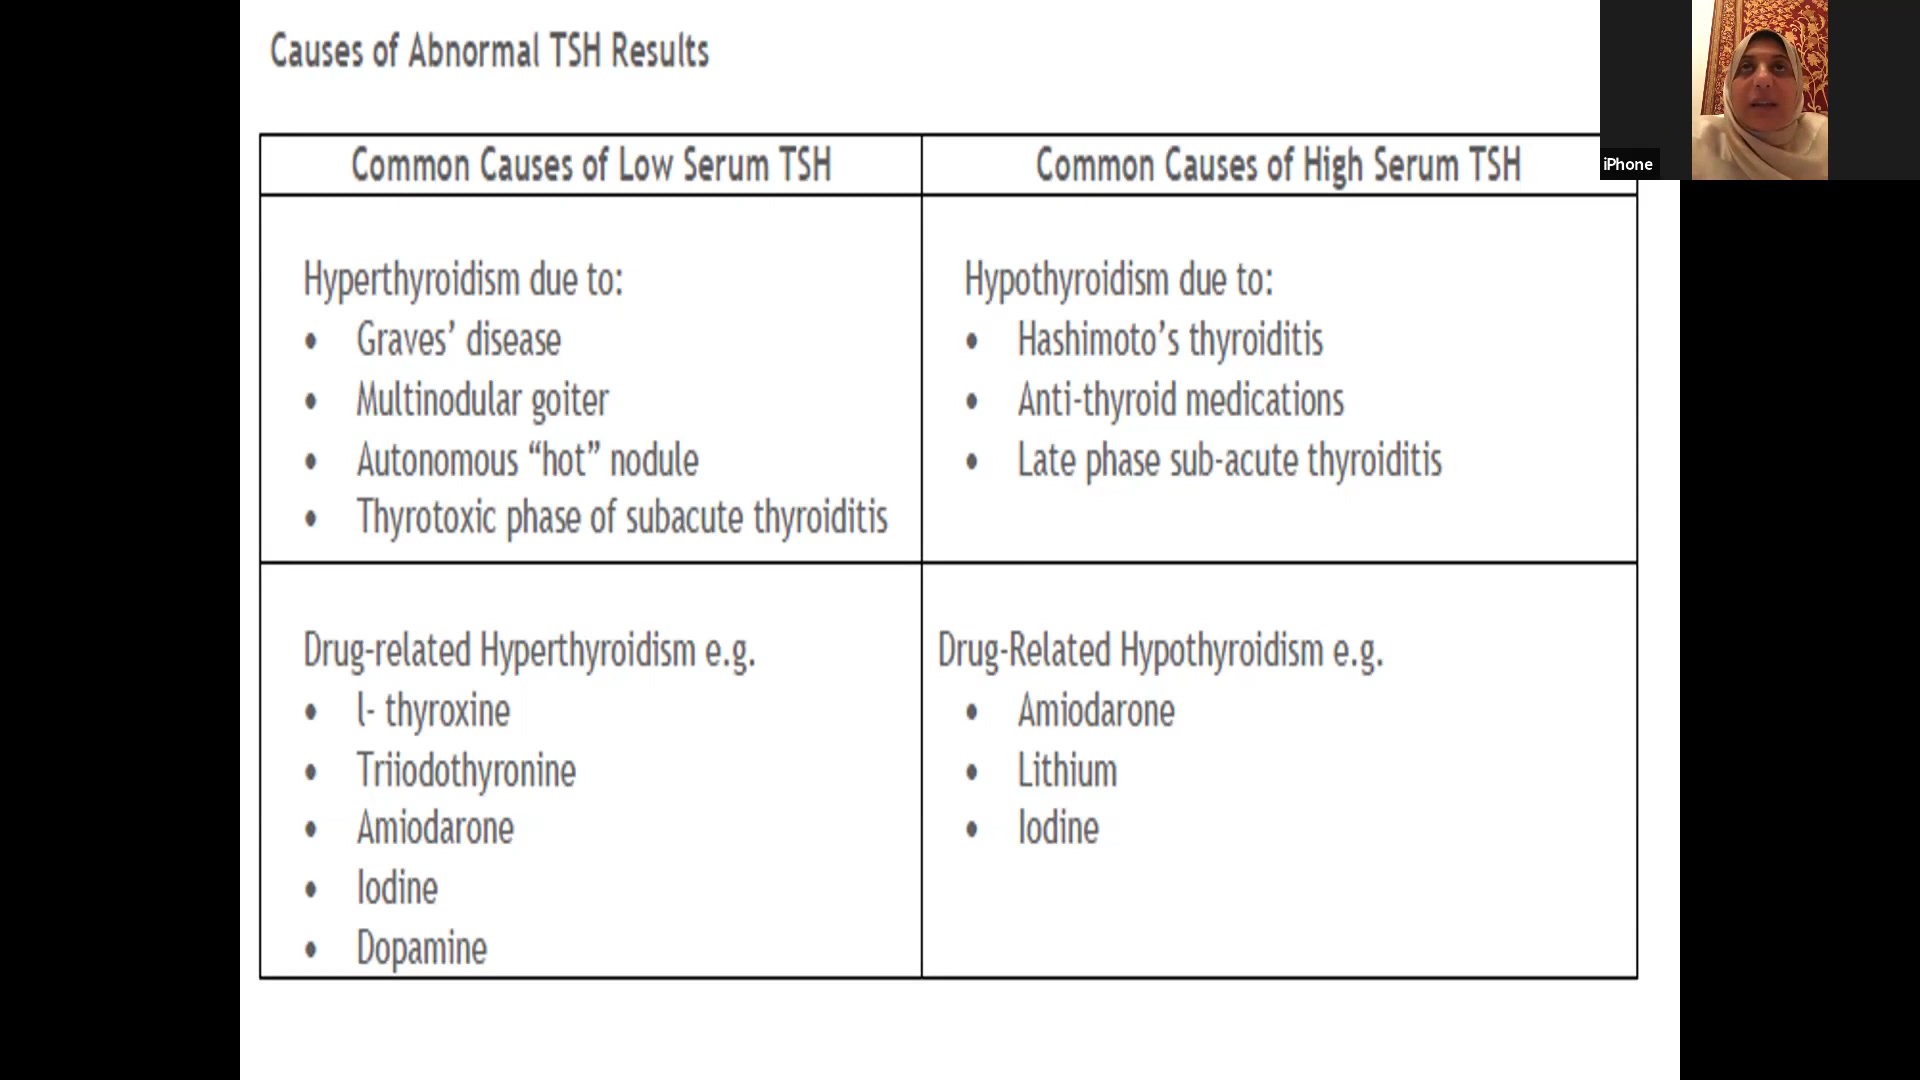 Causes of Abnormal TSH Results
Common Causes of Low Serum TSH
Common Causes of High Serum TSH
Hyperthyroidism due to:
• Graves’ disease
• Multinodular goiter
• Autonomous “hot” nodule
• Thyrotoxic phase of subacute thyroiditis
Hypothyroidism due to:
• Hashimoto’s thyroiditis
• Anti-thyroid medications
• Late phase sub-acute thyroiditis
Drug-related Hyperthyroidism e.g.
• l- thyroxine
• Triiodothyronine
• Amiodarone
• Iodine
• Dopamine
Drug-Related Hypothyroidism e.g.
• Amiodarone
• Lithium
• Iodine
iPhone